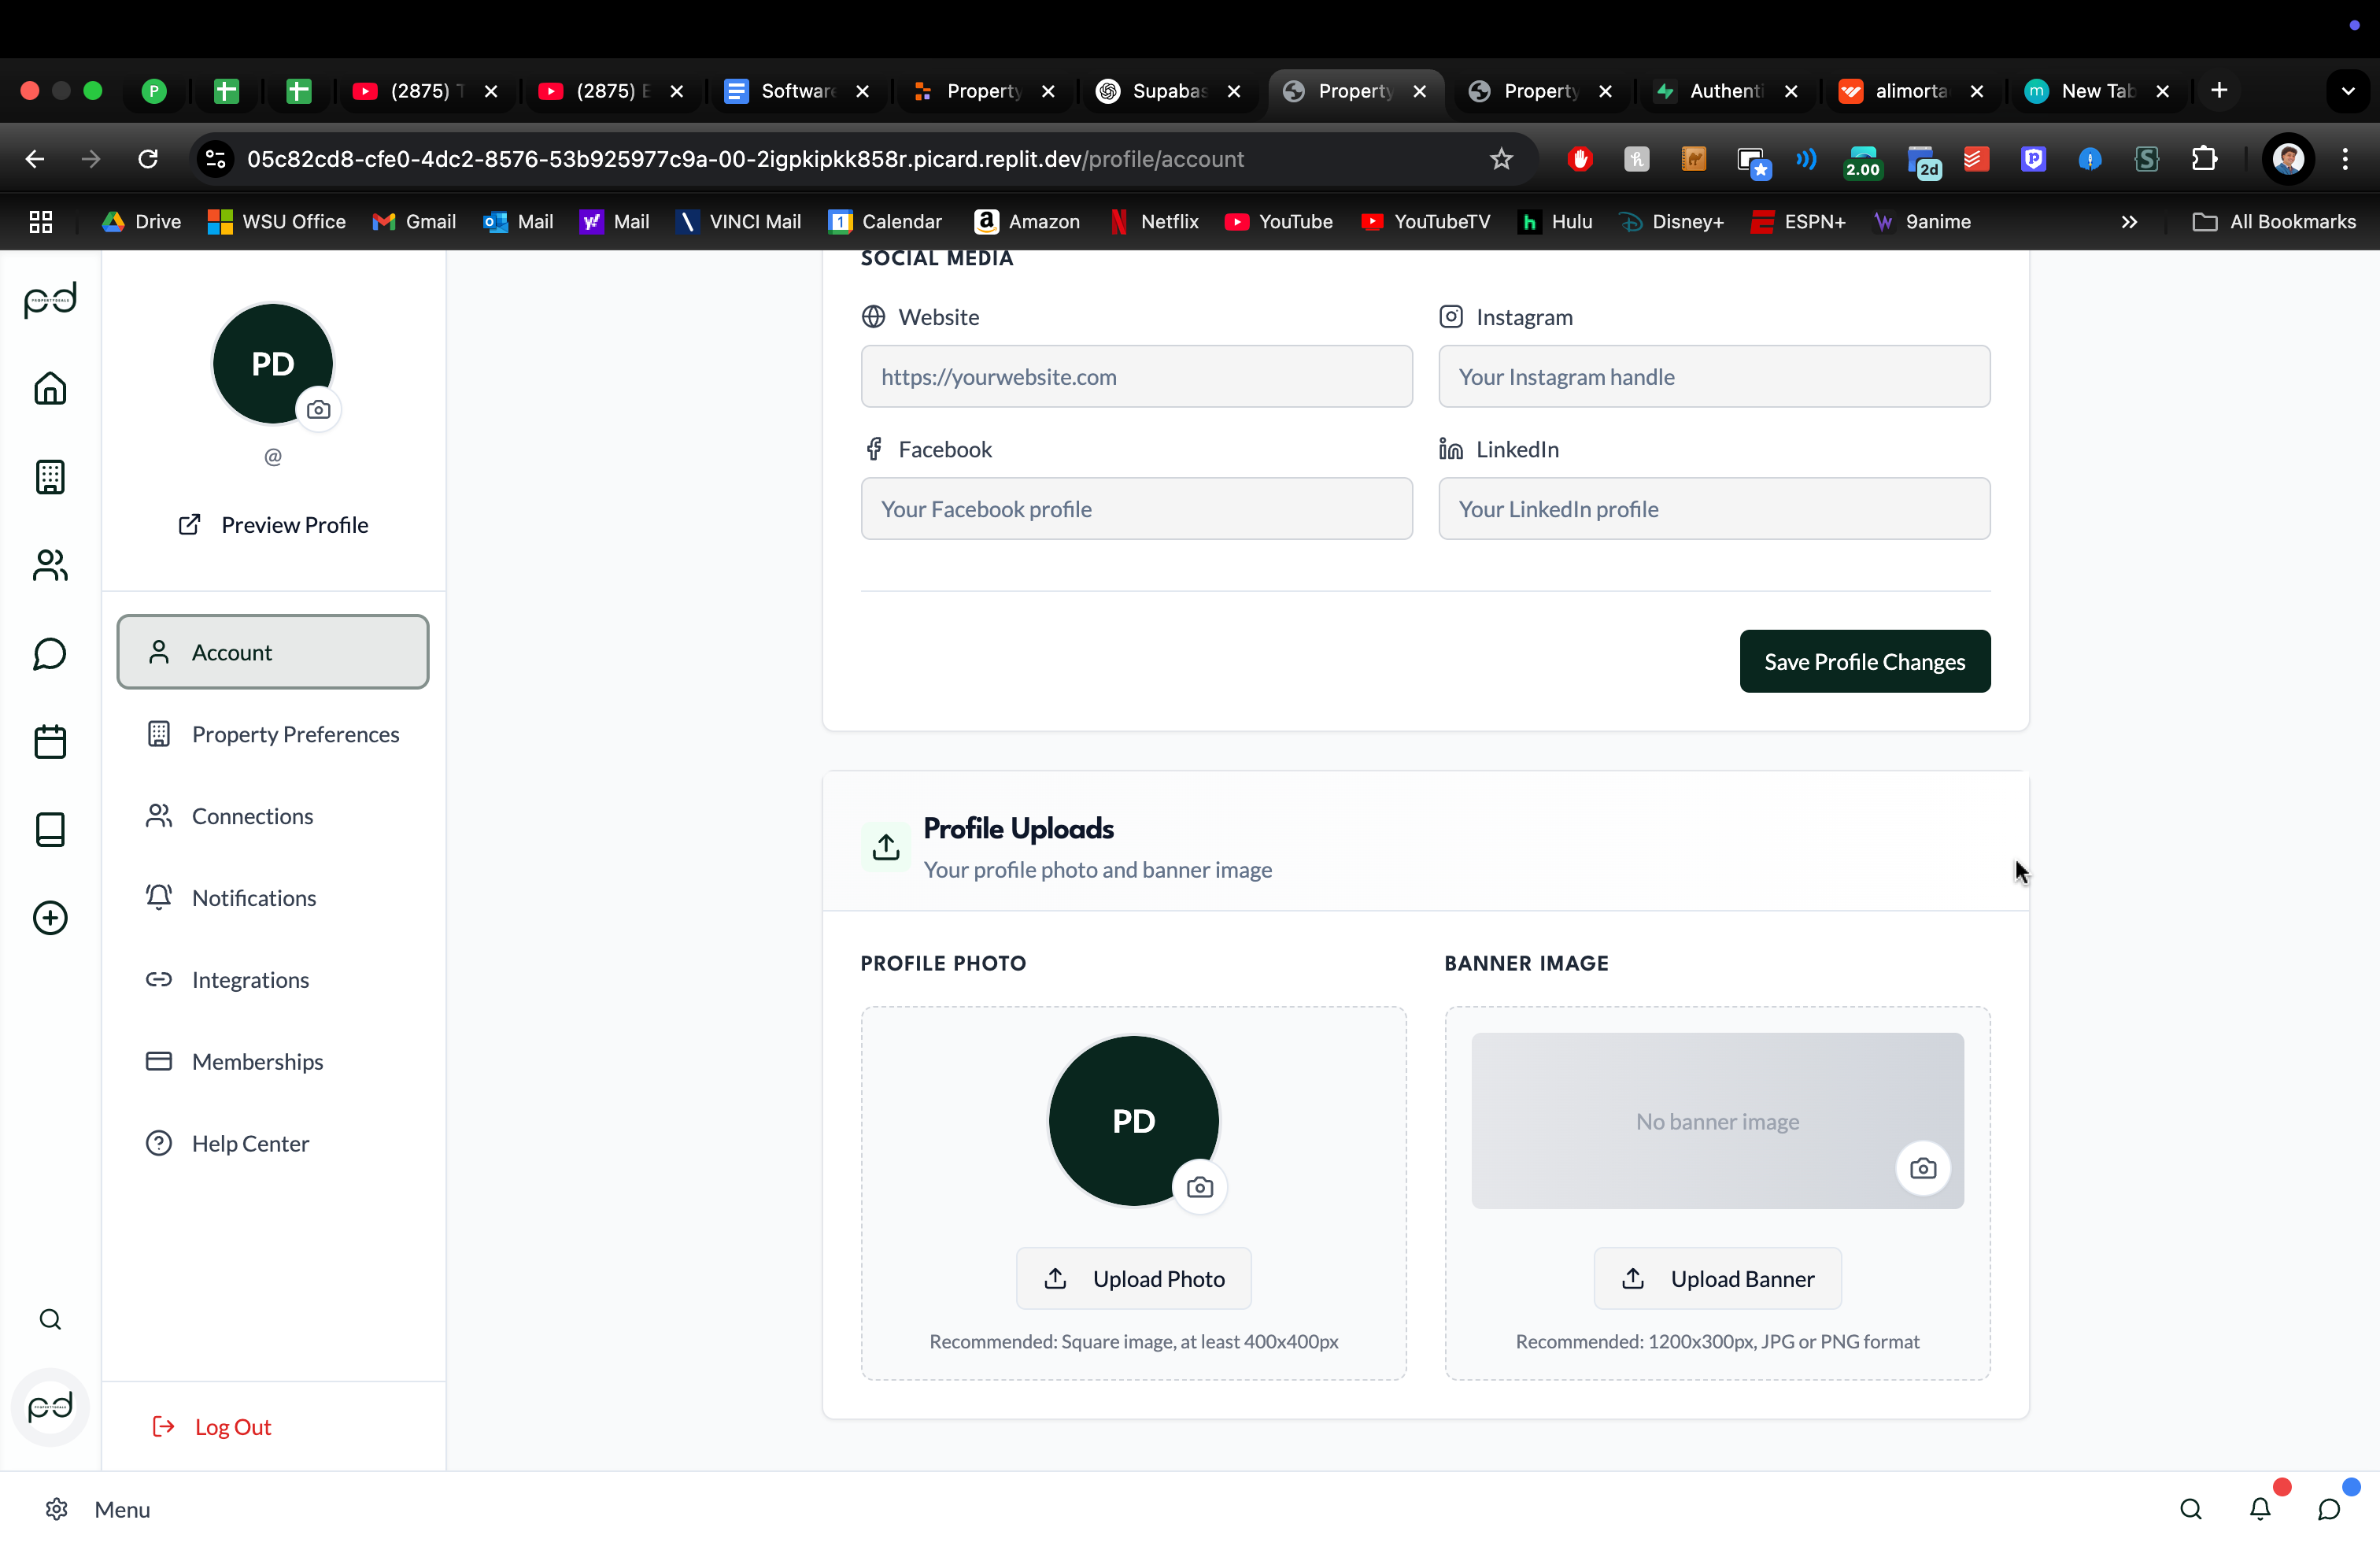 P
(2875) T
(2875) E
Software
Property
Supabas
Property
Property
Authenti
alimorta
m
New Tab
05c82cd8-cfe0-4dc2-8576-53b925977c9a-00-2igpkipkk858r.picard.replit.dev/profile/account
2.00
2d
Drive
WSU Office
Gmail
Mail
Mail
VINCI Mail
Calendar
Amazon
Netflix
YouTube
YouTubeTV
Hulu
Disney+
ESPN+
9anime
All Bookmarks
pd
PD
@
Preview Profile
Account
Property Preferences
Connections
Notifications
Integrations
Memberships
Help Center
Log Out
pd
SOCIAL MEDIA
Website
Instagram
https://yourwebsite.com
Your Instagram handle
Facebook
LinkedIn
Your Facebook profile
Your LinkedIn profile
Save Profile Changes
Profile Uploads
Your profile photo and banner image
PROFILE PHOTO
BANNER IMAGE
PD
No banner image
Upload Photo
Upload Banner
Recommended: Square image, at least 400x400px
Recommended: 1200x300px, JPG or PNG format
Menu